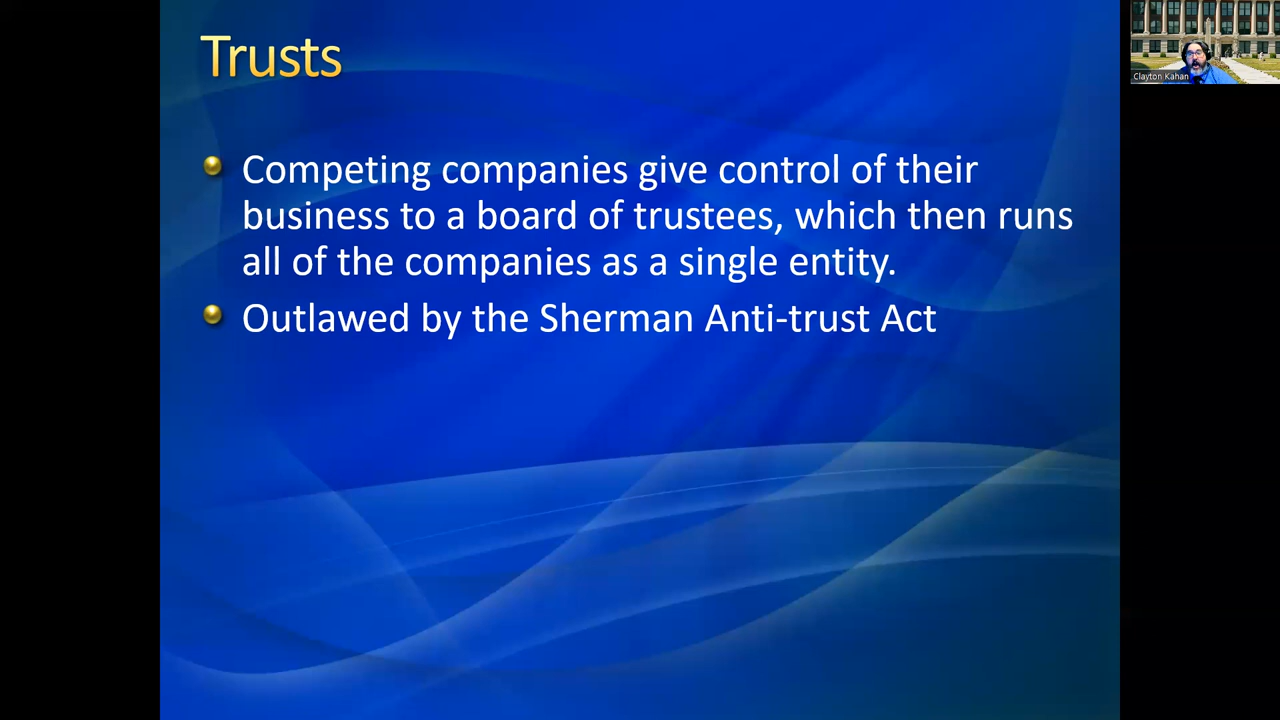 Trusts
Competing companies give control of their
business to a board of trustees, which then runs
all of the companies as a single entity.
Outlawed by the Sherman Anti-trust Act
Clayton Kahan